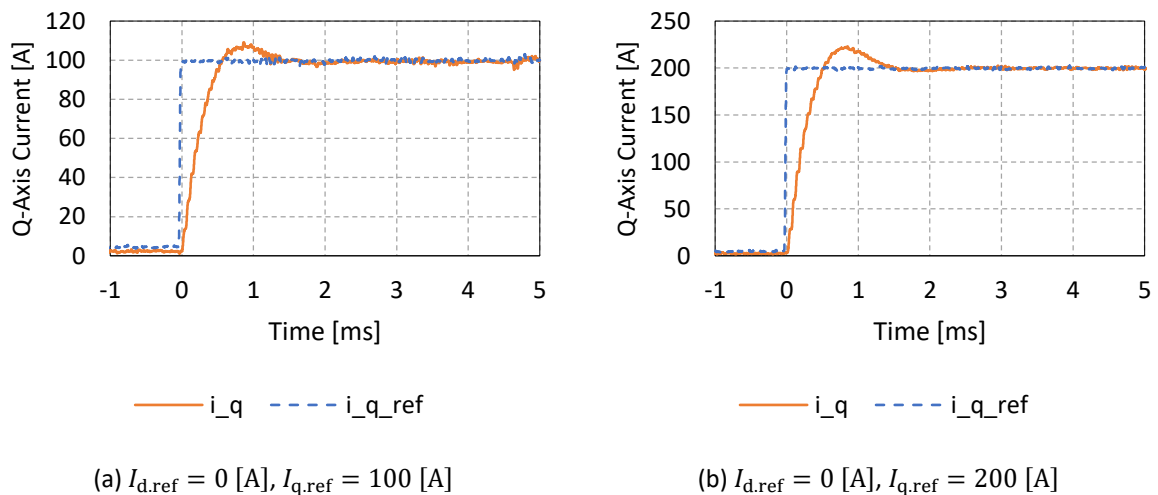 Q-Axis Current [A]
120
100
80
60
40
20
0
-1 0 1 2 3 4 5
Time [ms]
i_q i_q_ref
(a) I_d.ref = 0 [A], I_q.ref = 100 [A]
Q-Axis Current [A]
250
200
150
100
50
0
-1 0 1 2 3 4 5
Time [ms]
i_q i_q_ref
(b) I_d.ref = 0 [A], I_q.ref = 200 [A]